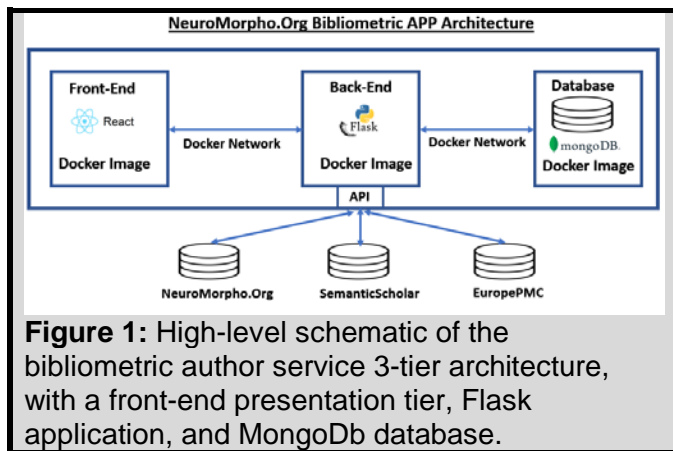 NeuroMorpho.Org Bibliometric APP Architecture
Front-End
React
Docker Image
Docker Network
Back-End
Flask
Docker Image
API
Docker Network
Database
mongoDB.
Docker Image
NeuroMorpho.Org
SemanticScholar
EuropePMC
Figure 1: High-level schematic of the
bibliometric author service 3-tier architecture,
with a front-end presentation tier, Flask
application, and MongoDb database.